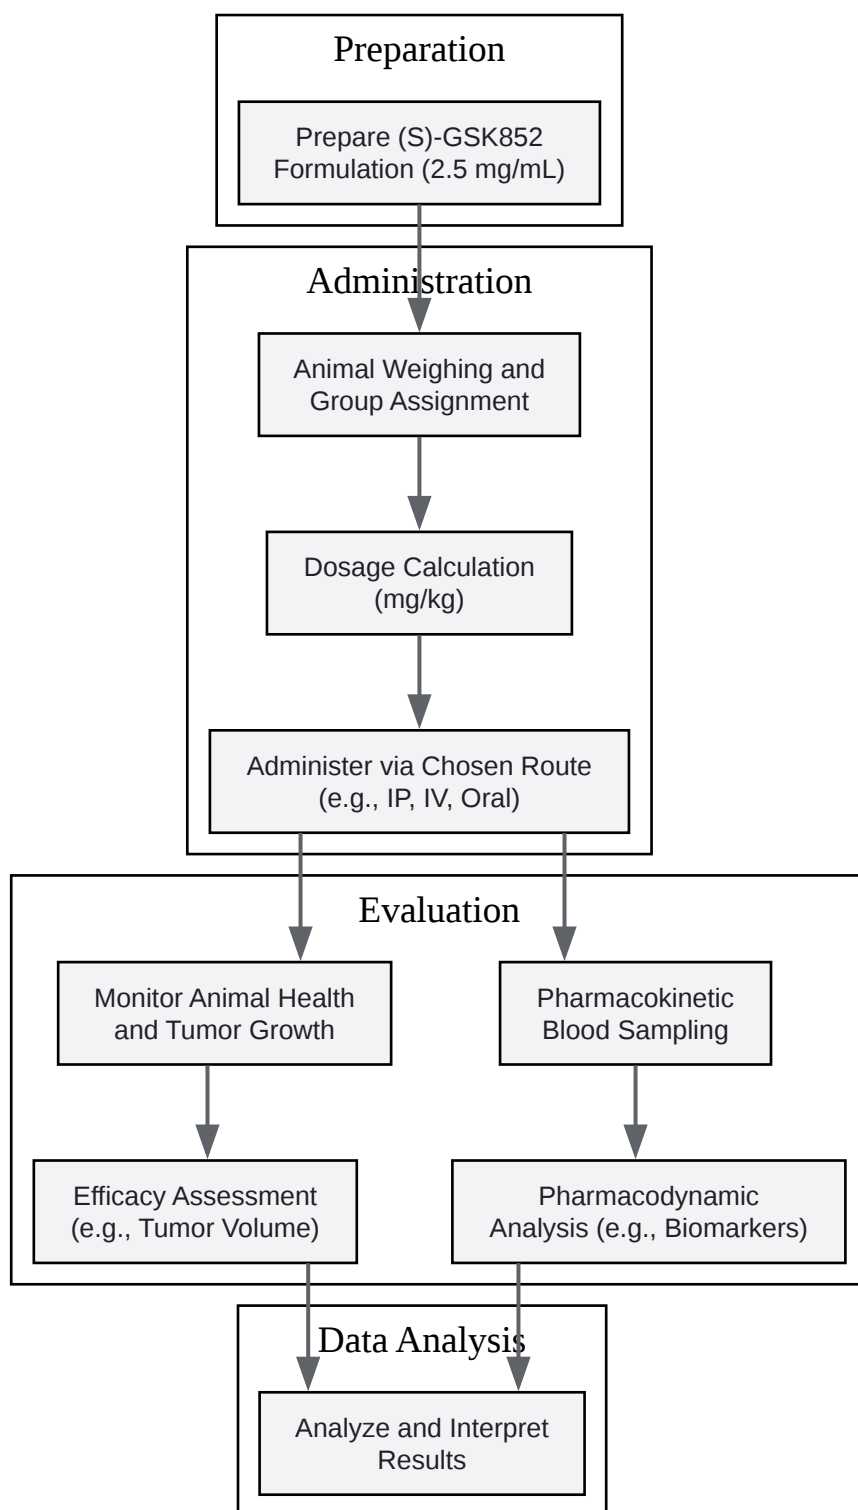 Preparation
Prepare (S)-GSK852
Formulation (2.5 mg/mL)
Administration
Animal Weighing and
Group Assignment
Dosage Calculation
(mg/kg)
Administer via Chosen Route
(e.g., IP, IV, Oral)
Evaluation
Monitor Animal Health
and Tumor Growth
Pharmacokinetic
Blood Sampling
Efficacy Assessment
(e.g., Tumor Volume)
Pharmacodynamic
Analysis (e.g., Biomarkers)
Data Analysis
Analyze and Interpret
Results